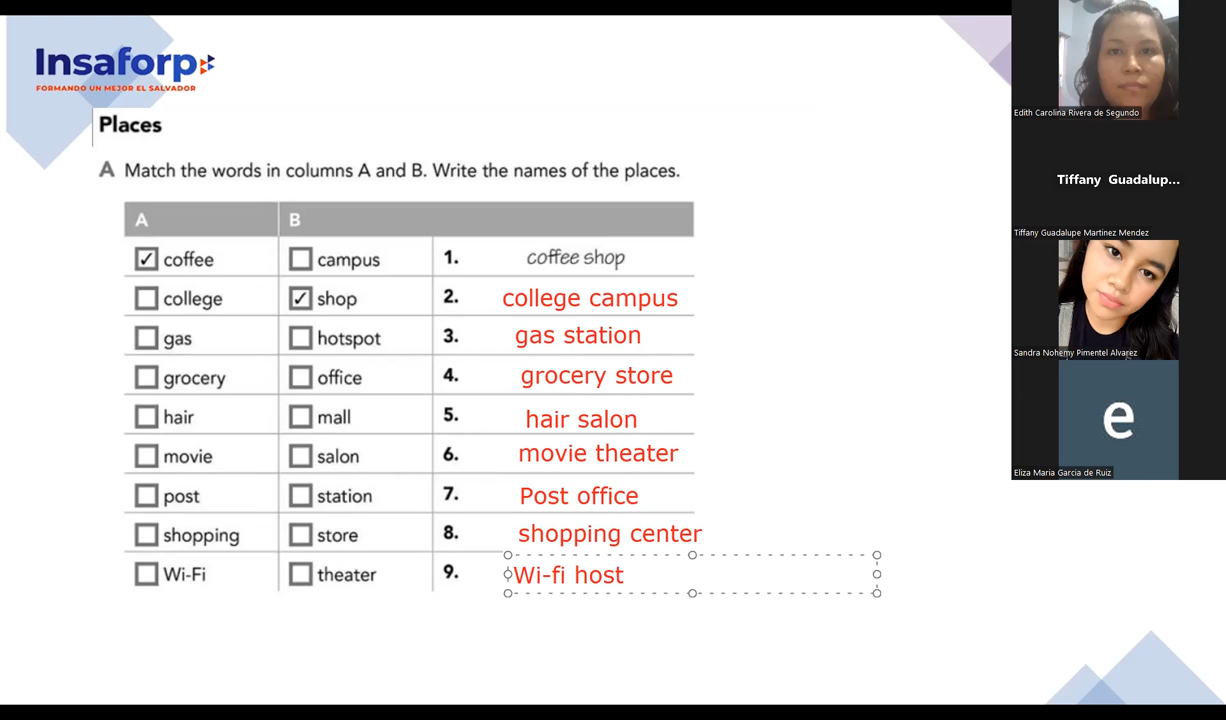 Insaforp
FORMANDO UN MEJOR EL SALVADOR
Places
A Match the words in columns A and B. Write the names of the places.
A B
coffee campus 1. coffee shop
college shop 2. college campus
gas hotspot 3. gas station
grocery office 4. grocery store
hair mall 5. hair salon
movie salon 6. movie theater
post station 7. Post office
shopping store 8. shopping center
Wi-Fi theater 9. Wi-fi host
Edith Carolina Rivera de Segundo
Tiffany Guadalup...
Tiffany Guadalupe Martinez Mendez
Sandra Nohemy Pimentel Alvarez
e
Eliza Maria Garcia de Ruiz